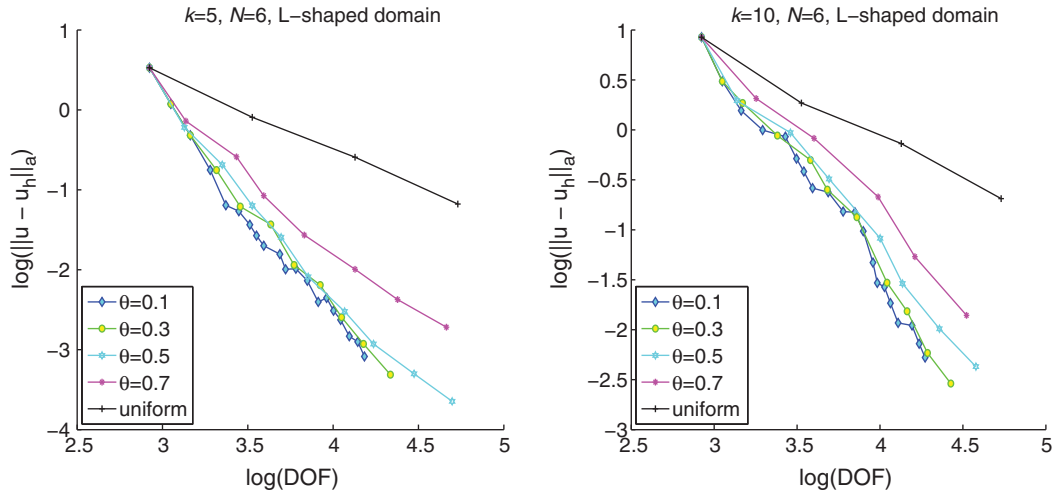 k=5, N=6, L-shaped domain
log(||u - u_h||_a)
1
0
−1
−2
−3
−4
2.5
3
3.5
4
4.5
5
log(DOF)
θ=0.1
θ=0.3
θ=0.5
θ=0.7
uniform
k=10, N=6, L-shaped domain
log(||u - u_h||_a)
1
0.5
0
−0.5
−1
−1.5
−2
−2.5
−3
2.5
3
3.5
4
4.5
5
log(DOF)
θ=0.1
θ=0.3
θ=0.5
θ=0.7
uniform